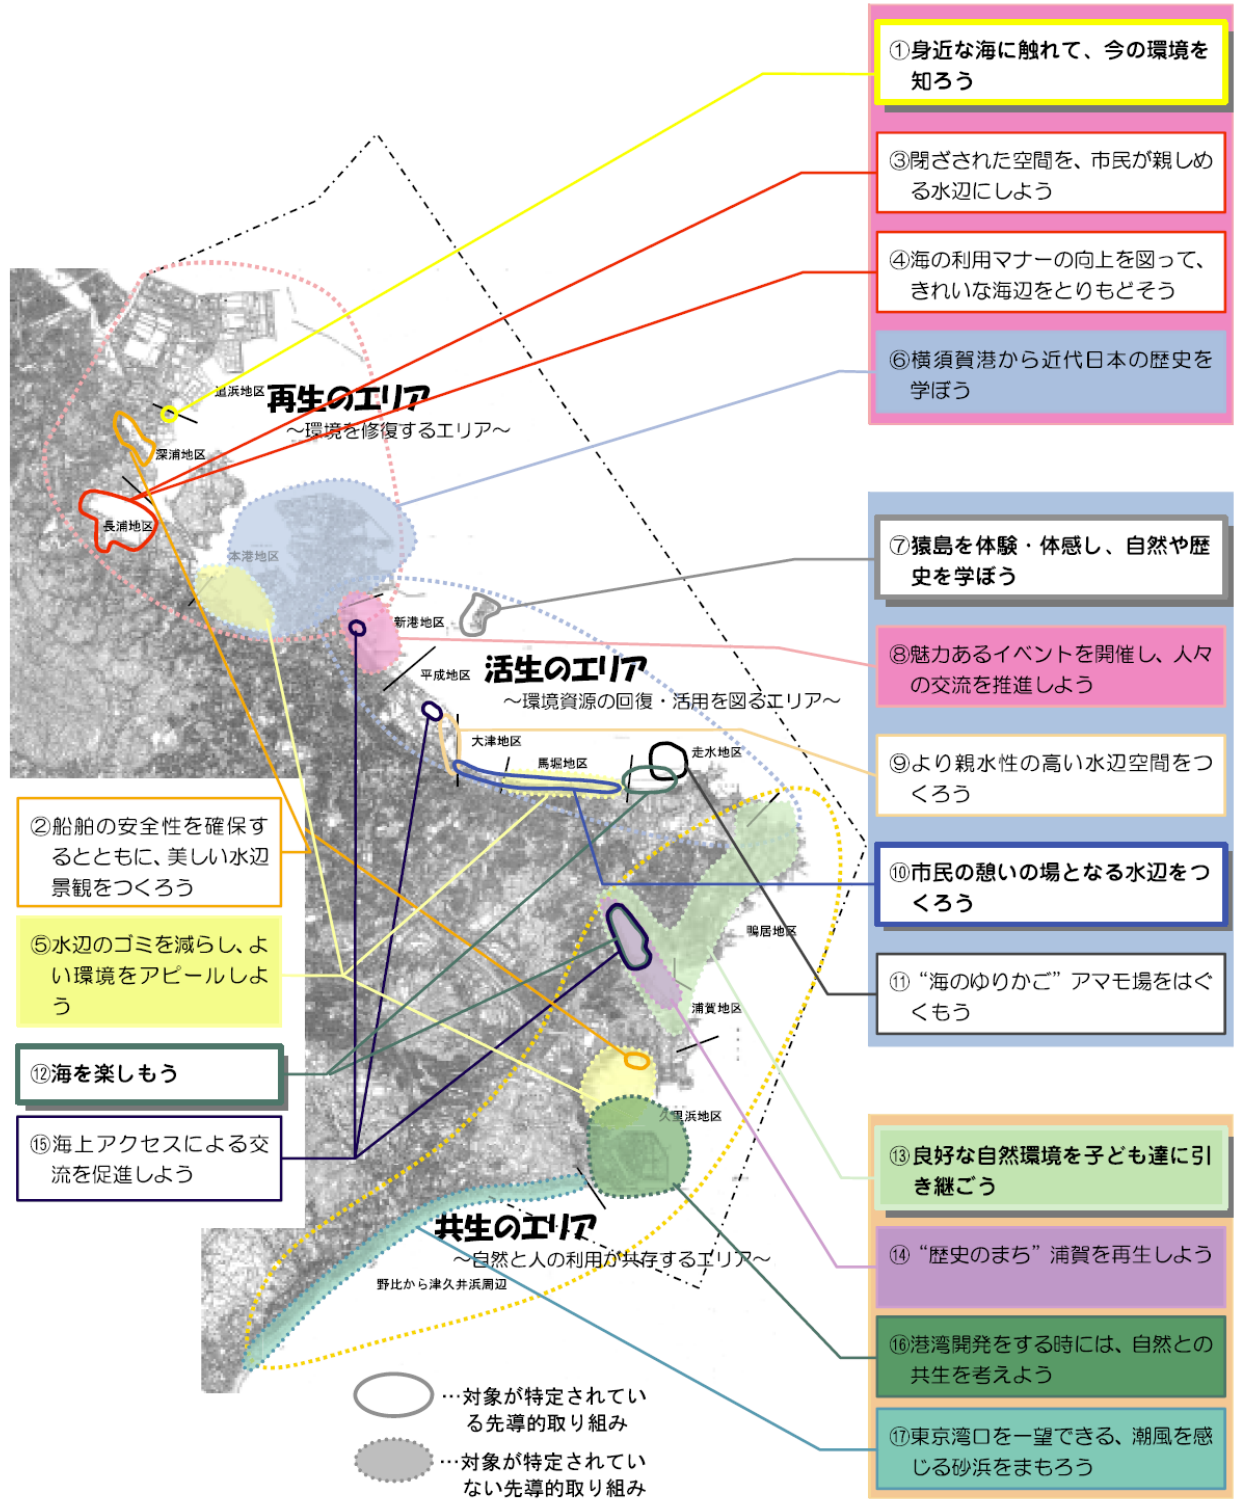 ①身近な海に触れて、今の環境を
知ろう
③閉ざされた空間を、市民が親しめ
る水辺にしよう
④海の利用マナーの向上を図って、
きれいな海辺をとりもどそう
⑥横須賀港から近代日本の歴史を
学ぼう
追浜地区
再生のエリア
～環境を修復するエリア～
深浦地区
長浦地区
本港地区
⑦猿島を体験・体感し、自然や歴
史を学ぼう
⑧魅力あるイベントを開催し、人々
の交流を推進しよう
⑨より親水性の高い水辺空間をつ
くろう
⑩市民の憩いの場となる水辺をつ
くろう
⑪“海のゆりかご”アマモ場をはぐ
くもう
新港地区
平成地区
活生のエリア
～環境資源の回復・活用を図るエリア～
大津地区
馬堀地区
走水地区
②船舶の安全性を確保す
るとともに、美しい水辺
景観をつくろう
⑤水辺のゴミを減らし、よ
い環境をアピールしよ
う
⑫海を楽しもう
⑮海上アクセスによる交
流を促進しよう
鴨居地区
浦賀地区
久里浜地区
⑬良好な自然環境を子ども達に引
き継ごう
⑭“歴史のまち”浦賀を再生しよう
⑯港湾開発をする時には、自然との
共生を考えよう
⑰東京湾口を一望できる、潮風を感
じる砂浜をまもろう
共生のエリア
～自然と人の利用が共存するエリア～
野比から津久井浜周辺
…対象が特定されてい
る先導的取り組み
…対象が特定されてい
ない先導的取り組み